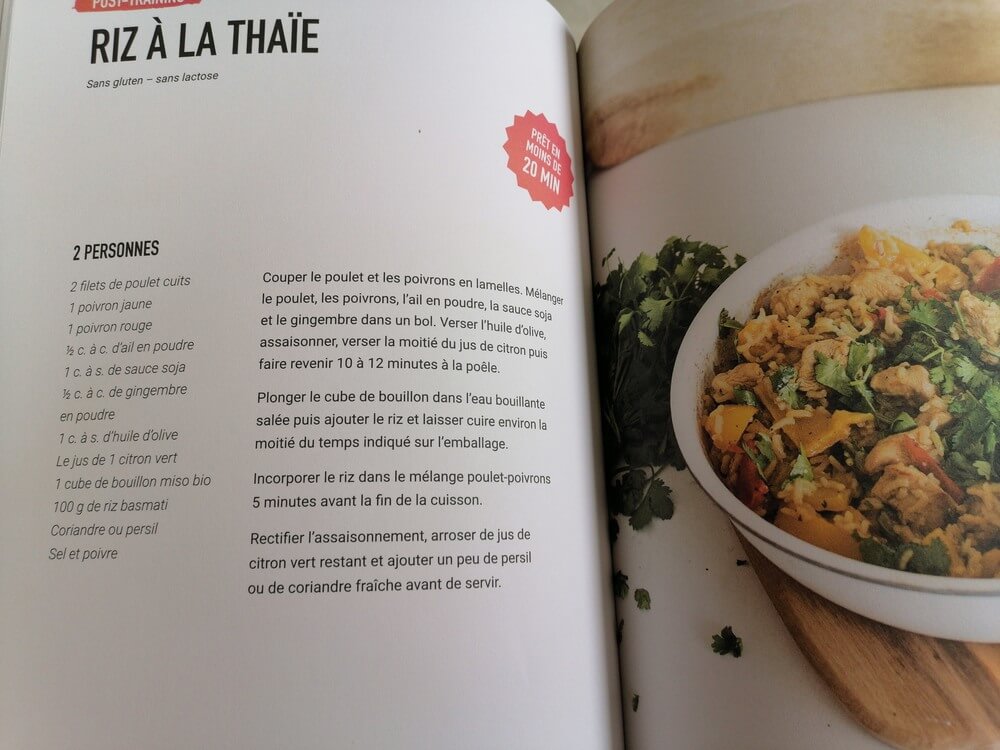 POST-TRAINING
RIZ À LA THAÏE
Sans gluten – sans lactose
PRÊT EN
MOINS DE
20 MIN
2 PERSONNES
2 filets de poulet cuits
1 poivron jaune
1 poivron rouge
½ c. à c. d'ail en poudre
1 c. à s. de sauce soja
½ c. à c. de gingembre
en poudre
1 c. à s. d'huile d'olive
Le jus de 1 citron vert
1 cube de bouillon miso bio
100 g de riz basmati
Coriandre ou persil
Sel et poivre
Couper le poulet et les poivrons en lamelles. Mélanger
le poulet, les poivrons, l'ail en poudre, la sauce soja
et le gingembre dans un bol. Verser l'huile d'olive,
assaisonner, verser la moitié du jus de citron puis
faire revenir 10 à 12 minutes à la poêle.
Plonger le cube de bouillon dans l'eau bouillante
salée puis ajouter le riz et laisser cuire environ la
moitié du temps indiqué sur l'emballage.
Incorporer le riz dans le mélange poulet-poivrons
5 minutes avant la fin de la cuisson.
Rectifier l'assaisonnement, arroser de jus de
citron vert restant et ajouter un peu de persil
ou de coriandre fraîche avant de servir.